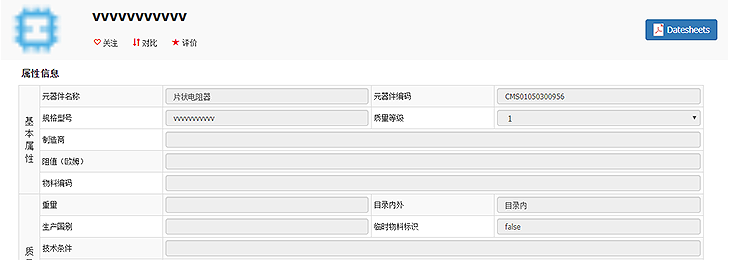 vvvvvvvvvvv
关注 对比 评价
Datesheets
属性信息
基本属性
元器件名称 片状电阻器 元器件编码 CMS01050300956
规格型号 vvvvvvvvvvv 质量等级 1
制造商
阻值（欧姆）
物料编码
重量 目录内外 目录内
生产国别 临时物料标识 false
质
技术条件